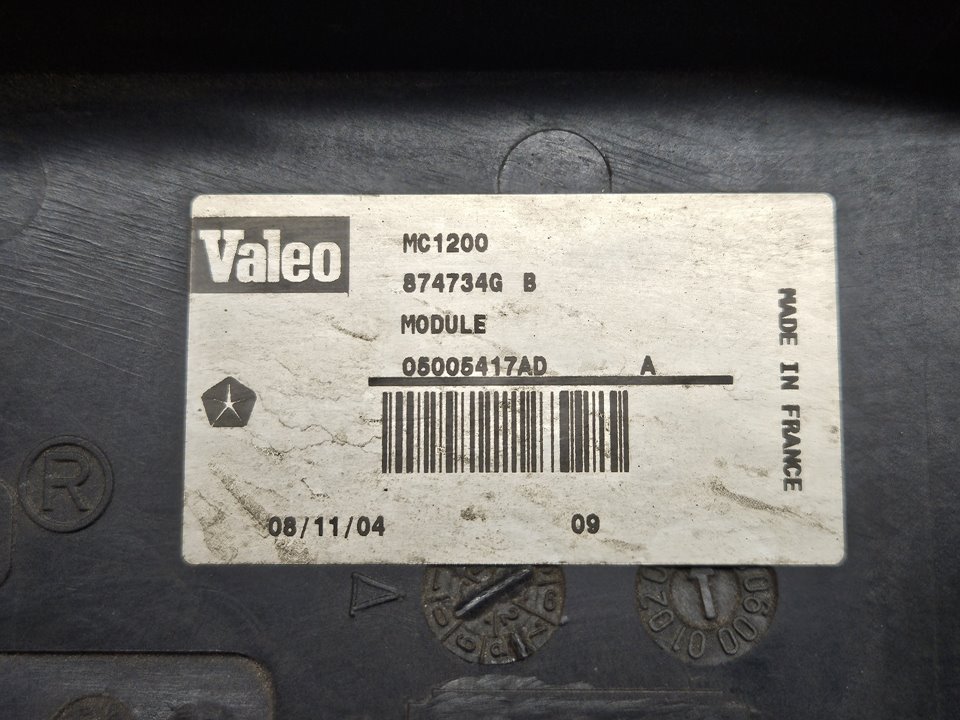 Valeo
MC1200
874734G B
MODULE
05005417AD A
MADE IN FRANCE
08/11/04 09
R
T